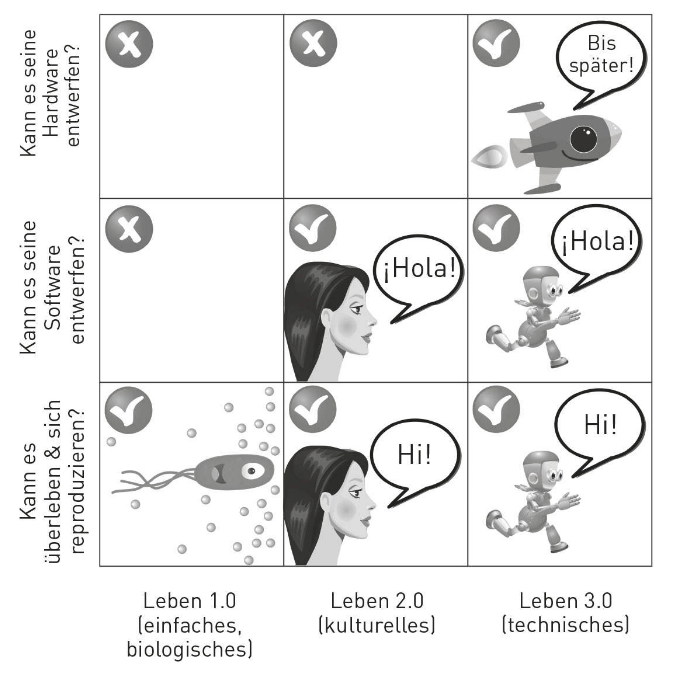 Kann es seine
Hardware
entwerfen?
Bis
später!
Kann es seine
Software
entwerfen?
¡Hola!
¡Hola!
Kann es
überleben & sich
reproduzieren?
Hi!
Hi!
Leben 1.0
(einfaches,
biologisches)
Leben 2.0
(kulturelles)
Leben 3.0
(technisches)